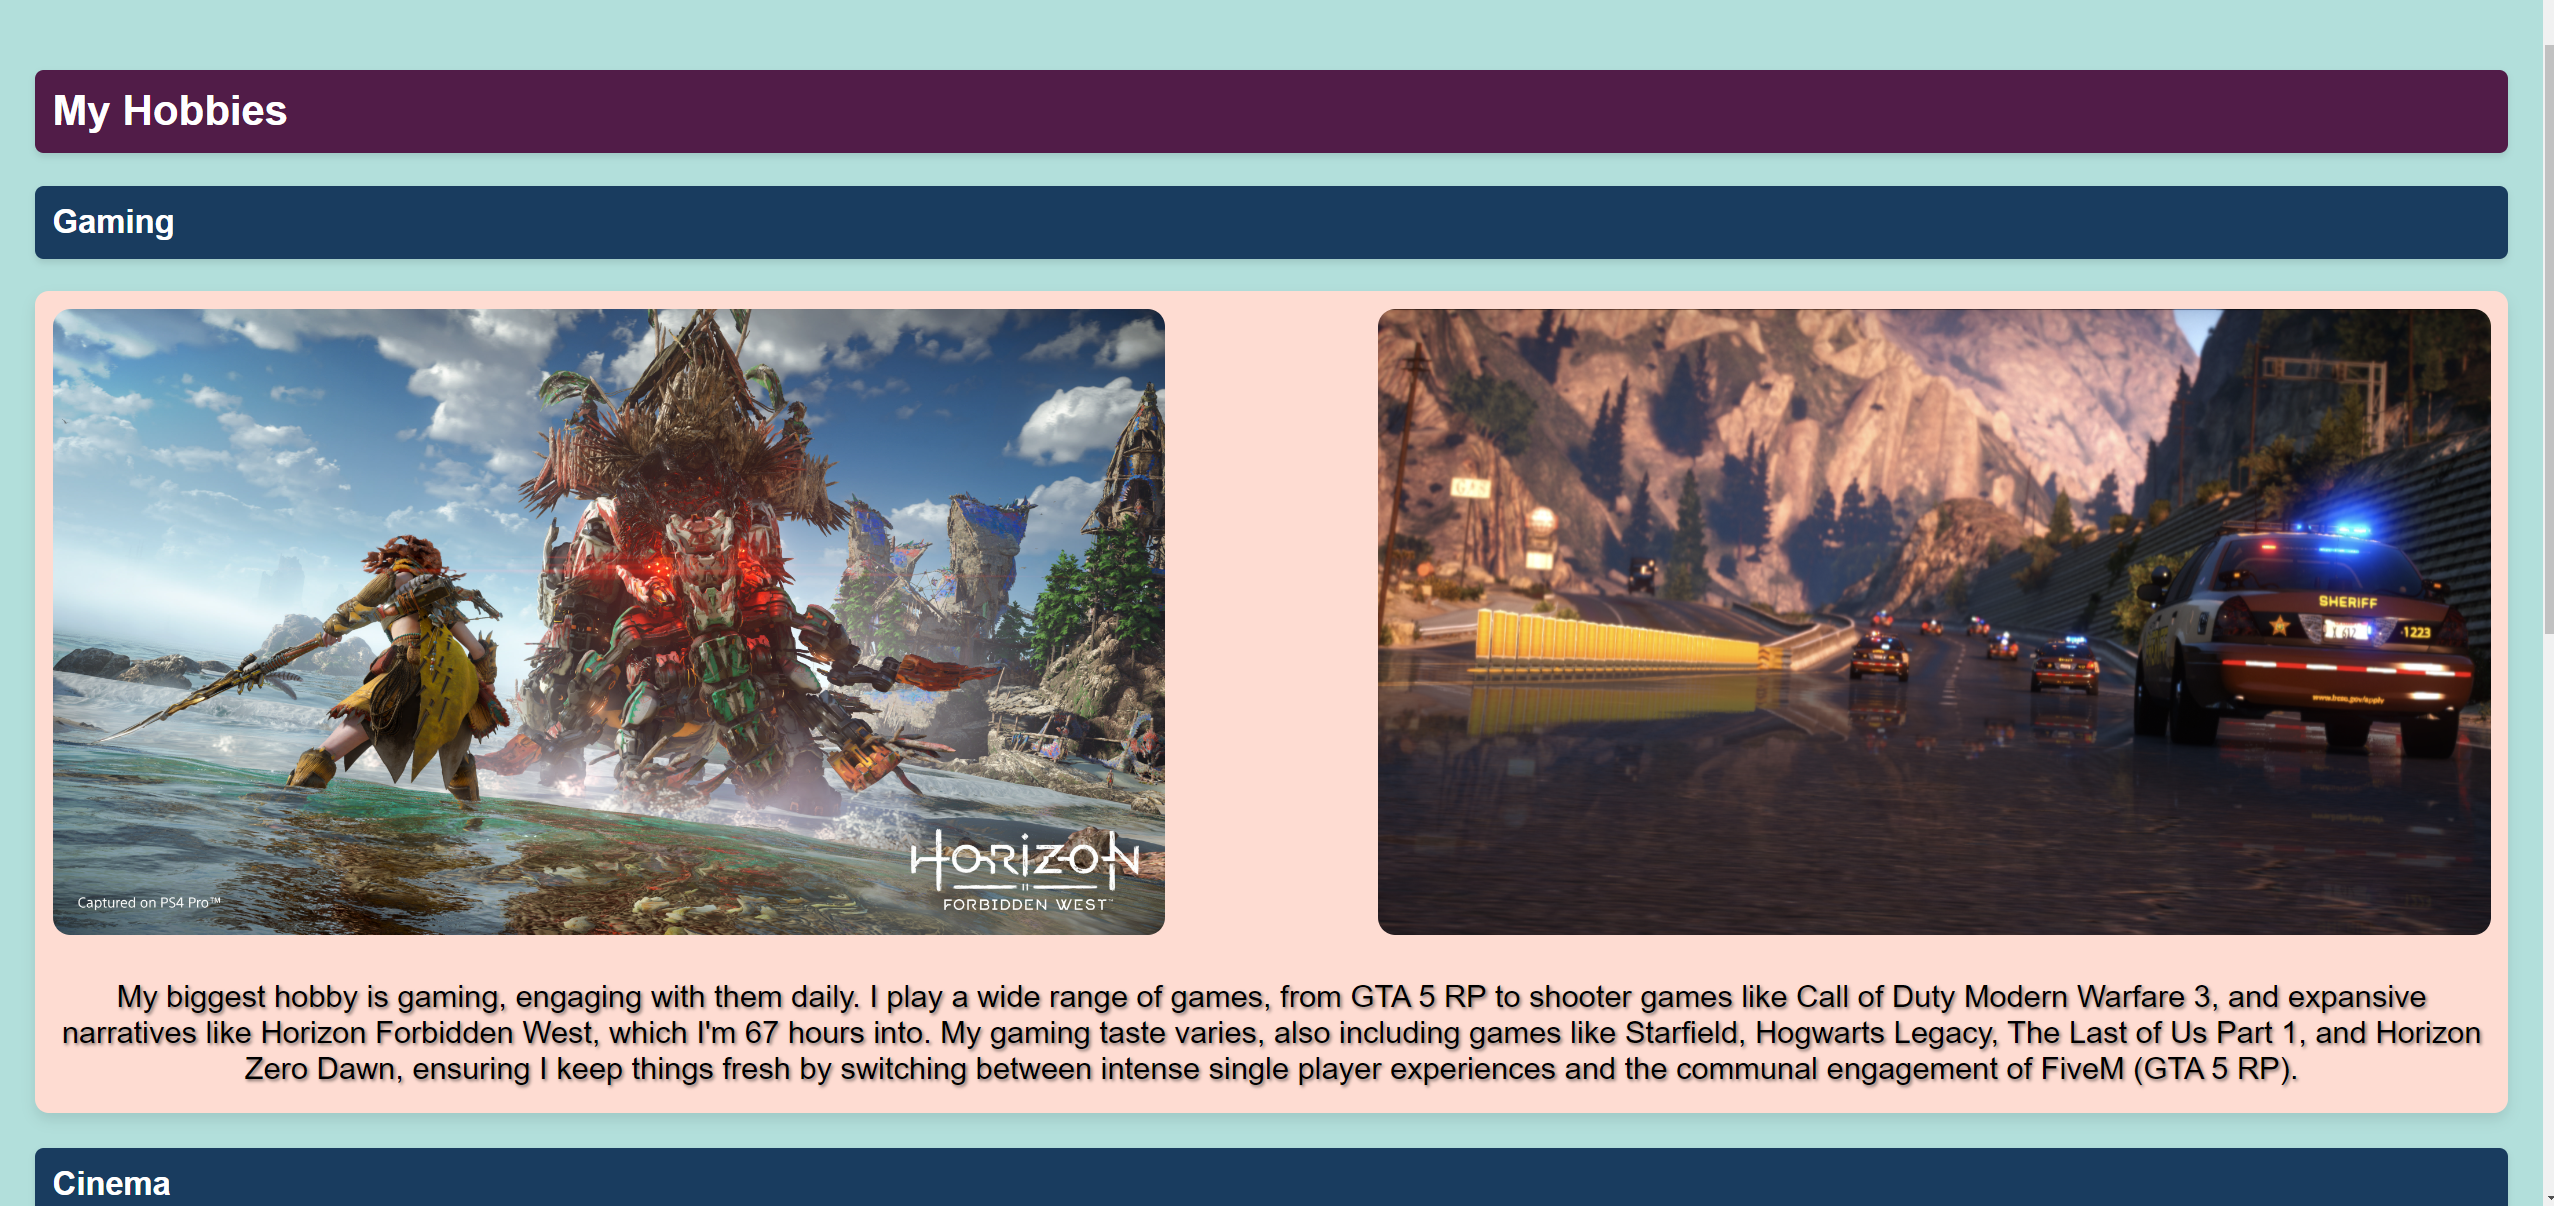 My Hobbies
Gaming
Captured on PS4 Pro™
HORIZON
FORBIDDEN WEST™
GAS
SHERIFF
1223
My biggest hobby is gaming, engaging with them daily. I play a wide range of games, from GTA 5 RP to shooter games like Call of Duty Modern Warfare 3, and expansive
narratives like Horizon Forbidden West, which I'm 67 hours into. My gaming taste varies, also including games like Starfield, Hogwarts Legacy, The Last of Us Part 1, and Horizon
Zero Dawn, ensuring I keep things fresh by switching between intense single player experiences and the communal engagement of FiveM (GTA 5 RP).
Cinema